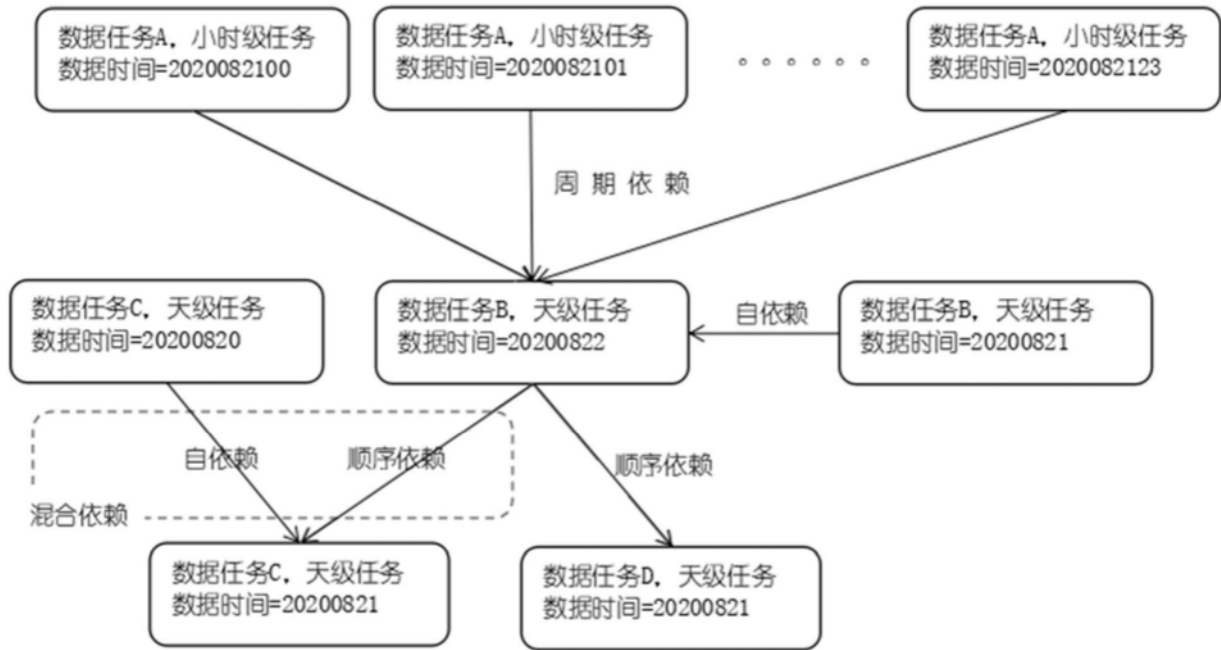 数据任务A，小时级任务
数据时间=2020082100
数据任务A，小时级任务
数据时间=2020082101
。。。。。。
数据任务A，小时级任务
数据时间=2020082123
周 期 依 赖
数据任务C，天级任务
数据时间=20200820
数据任务B，天级任务
数据时间=20200822
自依赖
数据任务B，天级任务
数据时间=20200821
自依赖
顺序依赖
顺序依赖
混合依赖
数据任务C，天级任务
数据时间=20200821
数据任务D，天级任务
数据时间=20200821